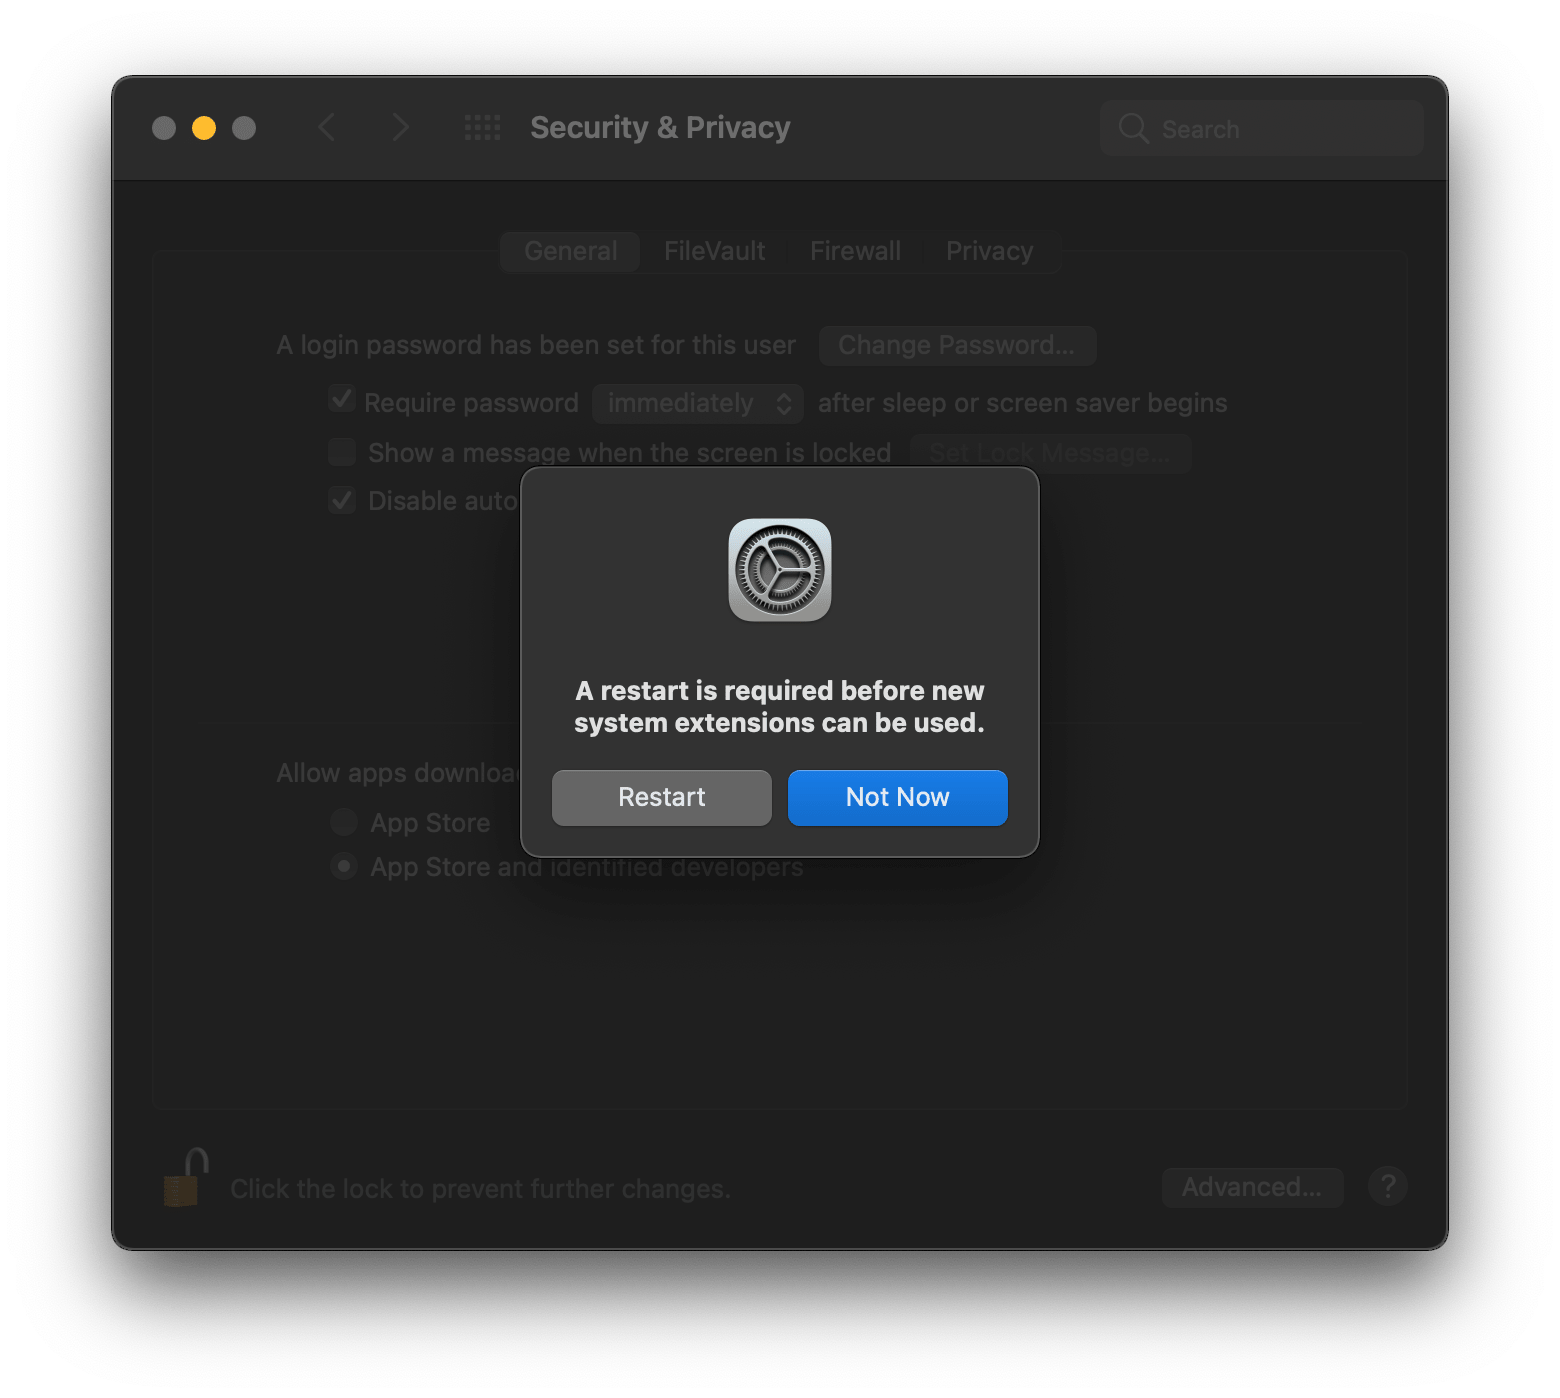 Security & Privacy
Search
General FileVault Firewall Privacy
A login password has been set for this user Change Password...
Require password immediately after sleep or screen saver begins
Show a message when the screen is locked Set Lock Message...
Disable auto
A restart is required before new
system extensions can be used.
Restart Not Now
Allow apps downloa
App Store
App Store and identified developers
Click the lock to prevent further changes.
Advanced... ?